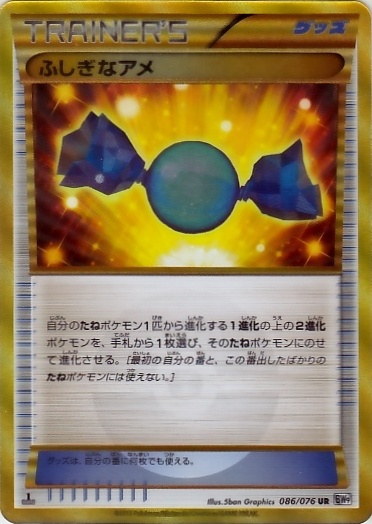 TRAINER'S グッズ
ふしぎなアメ
自分のたねポケモン1匹から進化する1進化の上の2進化
ポケモンを、手札から1枚選び、そのたねポケモンにのせ
て進化させる。[最初の自分の番と、この番出したばかりの
たねポケモンには使えない。]
グッズは、自分の番に何枚でも使える。
Illus. 5ban Graphics 086/076 UR